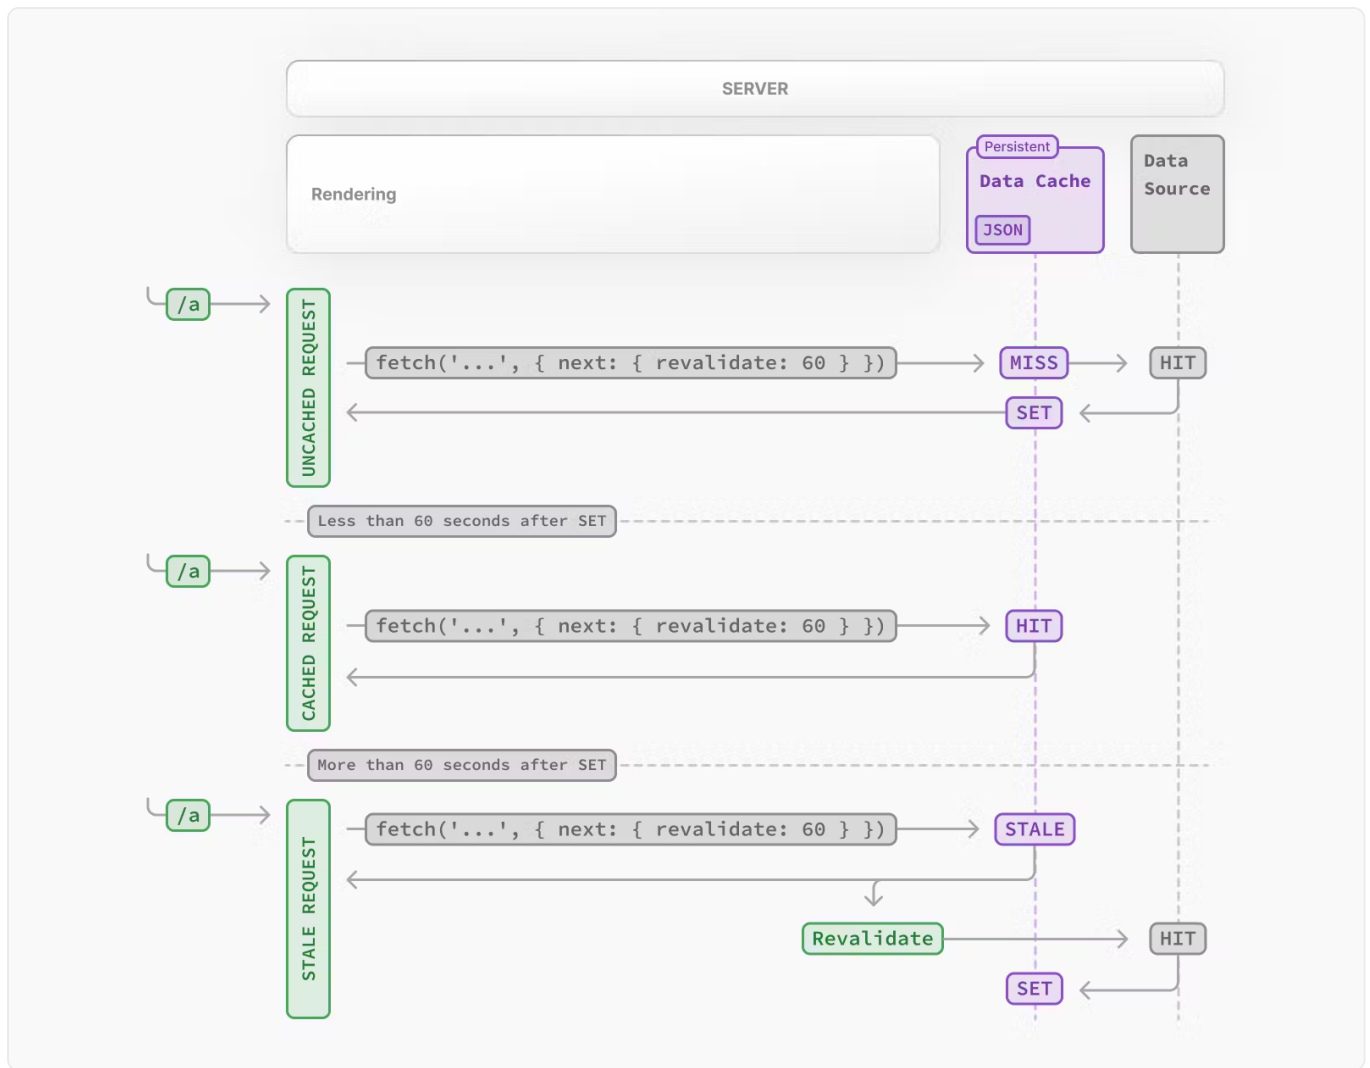 SERVER
Rendering
Persistent
Data Cache
JSON
Data
Source
/a
UNCACHED REQUEST
fetch('...', { next: { revalidate: 60 } })
MISS
HIT
SET
Less than 60 seconds after SET
/a
CACHED REQUEST
fetch('...', { next: { revalidate: 60 } })
HIT
More than 60 seconds after SET
/a
STALE REQUEST
fetch('...', { next: { revalidate: 60 } })
STALE
Revalidate
HIT
SET